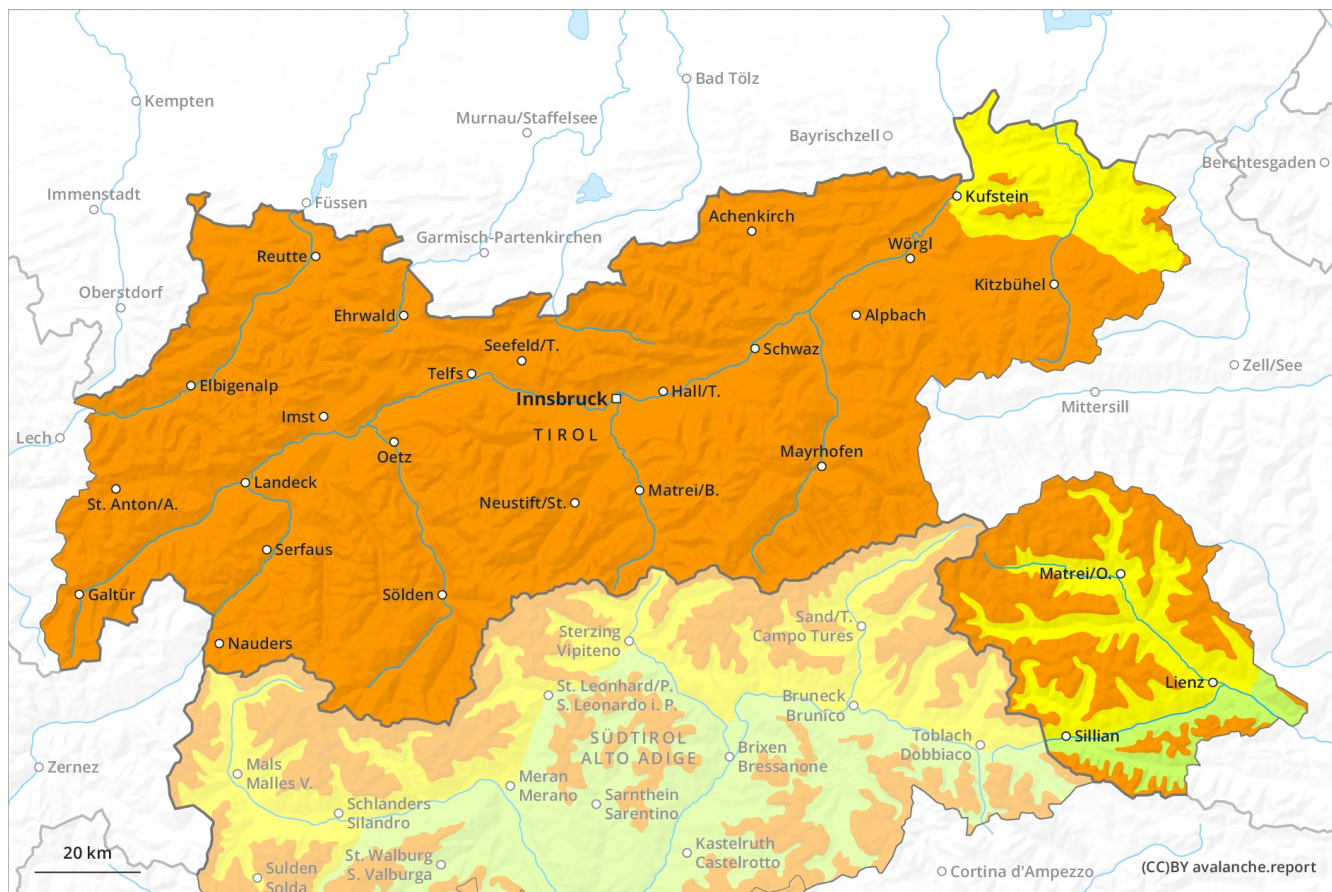 Kempten
Bad Tölz
Murnau/Staffelsee
Bayrischzell
Berchtesgaden
Immenstadt
Füssen
Kufstein
Achenkirch
Garmisch-Partenkirchen
Wörgl
Reutte
Oberstdorf
Kitzbühel
Ehrwald
Alpbach
Seefeld/T.
Schwaz
Zell/See
Telfs
Elbigenalp
Hall/T.
Innsbruck
Mittersill
Imst
TIROL
Lech
Oetz
Mayrhofen
Landeck
St. Anton/A.
Neustift/St.
Matrei/B.
Serfaus
Matrei/O.
Galtür
Sölden
Sand/T.
Campo Tures
Sterzing
Vipiteno
Nauders
Lienz
St. Leonhard/P.
S. Leonardo i. P.
Bruneck
Brunico
Sillian
SÜDTIROL
ALTO ADIGE
Toblach
Dobbiaco
Brixen
Bressanone
Zernez
Mals
Malles V.
Meran
Merano
Sarnthein
Sarentino
Schlanders
Silandro
Kastelruth
Castelrotto
St. Walburg
S. Valburga
Sulden
Solda
Cortina d'Ampezzo
20 km
(CC)BY avalanche.report